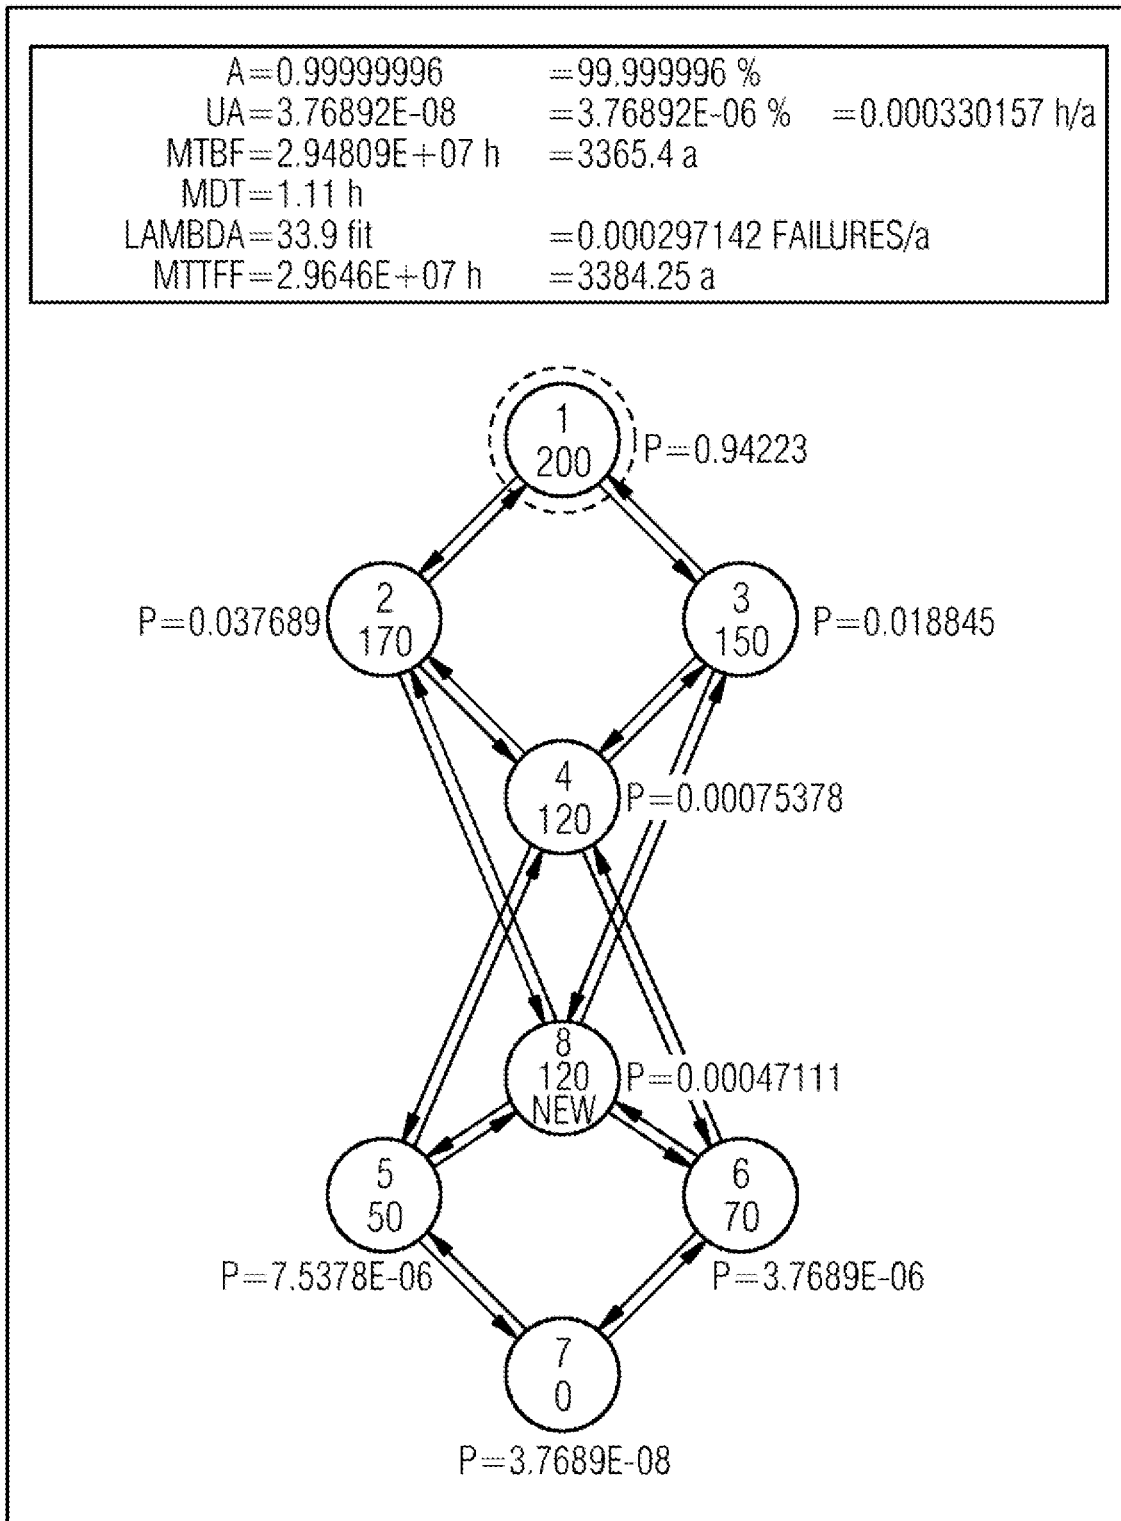 A=0.99999996 =99.999996 %
UA=3.76892E-08 =3.76892E-06 % =0.000330157 h/a
MTBF=2.94809E+07 h =3365.4 a
MDT=1.11 h
LAMBDA=33.9 fit =0.000297142 FAILURES/a
MTTFF=2.9646E+07 h =3384.25 a
1
200
P=0.94223
2
170
P=0.037689
3
150
P=0.018845
4
120
P=0.00075378
8
120
NEW
P=0.00047111
5
50
P=7.5378E-06
6
70
P=3.7689E-06
7
0
P=3.7689E-08